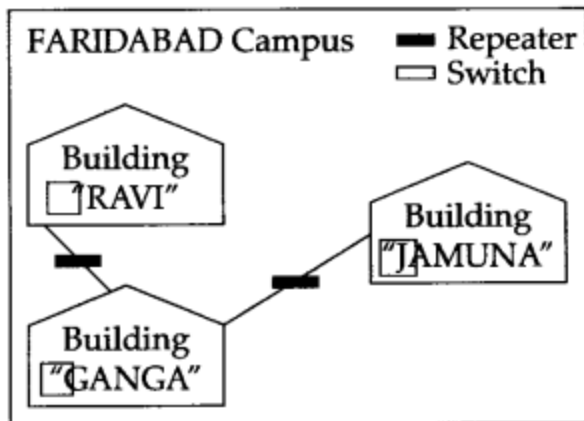 FARIDABAD Campus
Repeater
Switch
Building
"RAVI"
Building
"JAMUNA"
Building
"GANGA"